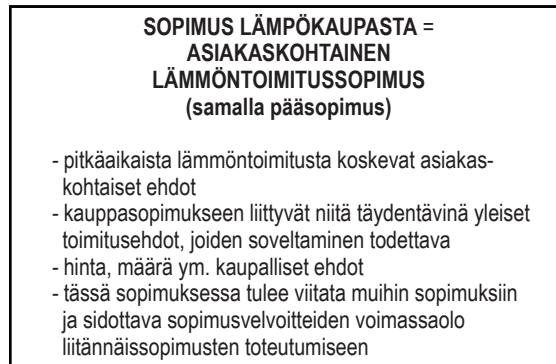 SOPIMUS LÄMPÖKAUPASTA =
ASIAKASKOHTAINEN
LÄMMÖNTOIMITUSSOPIMUS
(samalla pääsopimus)
- pitkäaikaista lämmöntoimitusta koskevat asiakas-
kohtaiset ehdot
- kauppasopimukseen liittyvät niitä täydentävinä yleiset
toimitusehdot, joiden soveltaminen todettava
- hinta, määrä ym. kaupalliset ehdot
- tässä sopimuksessa tulee viitata muihin sopimuksiin
ja sidottava sopimusvelvoitteiden voimassaolo
liitännäissopimusten toteutumiseen